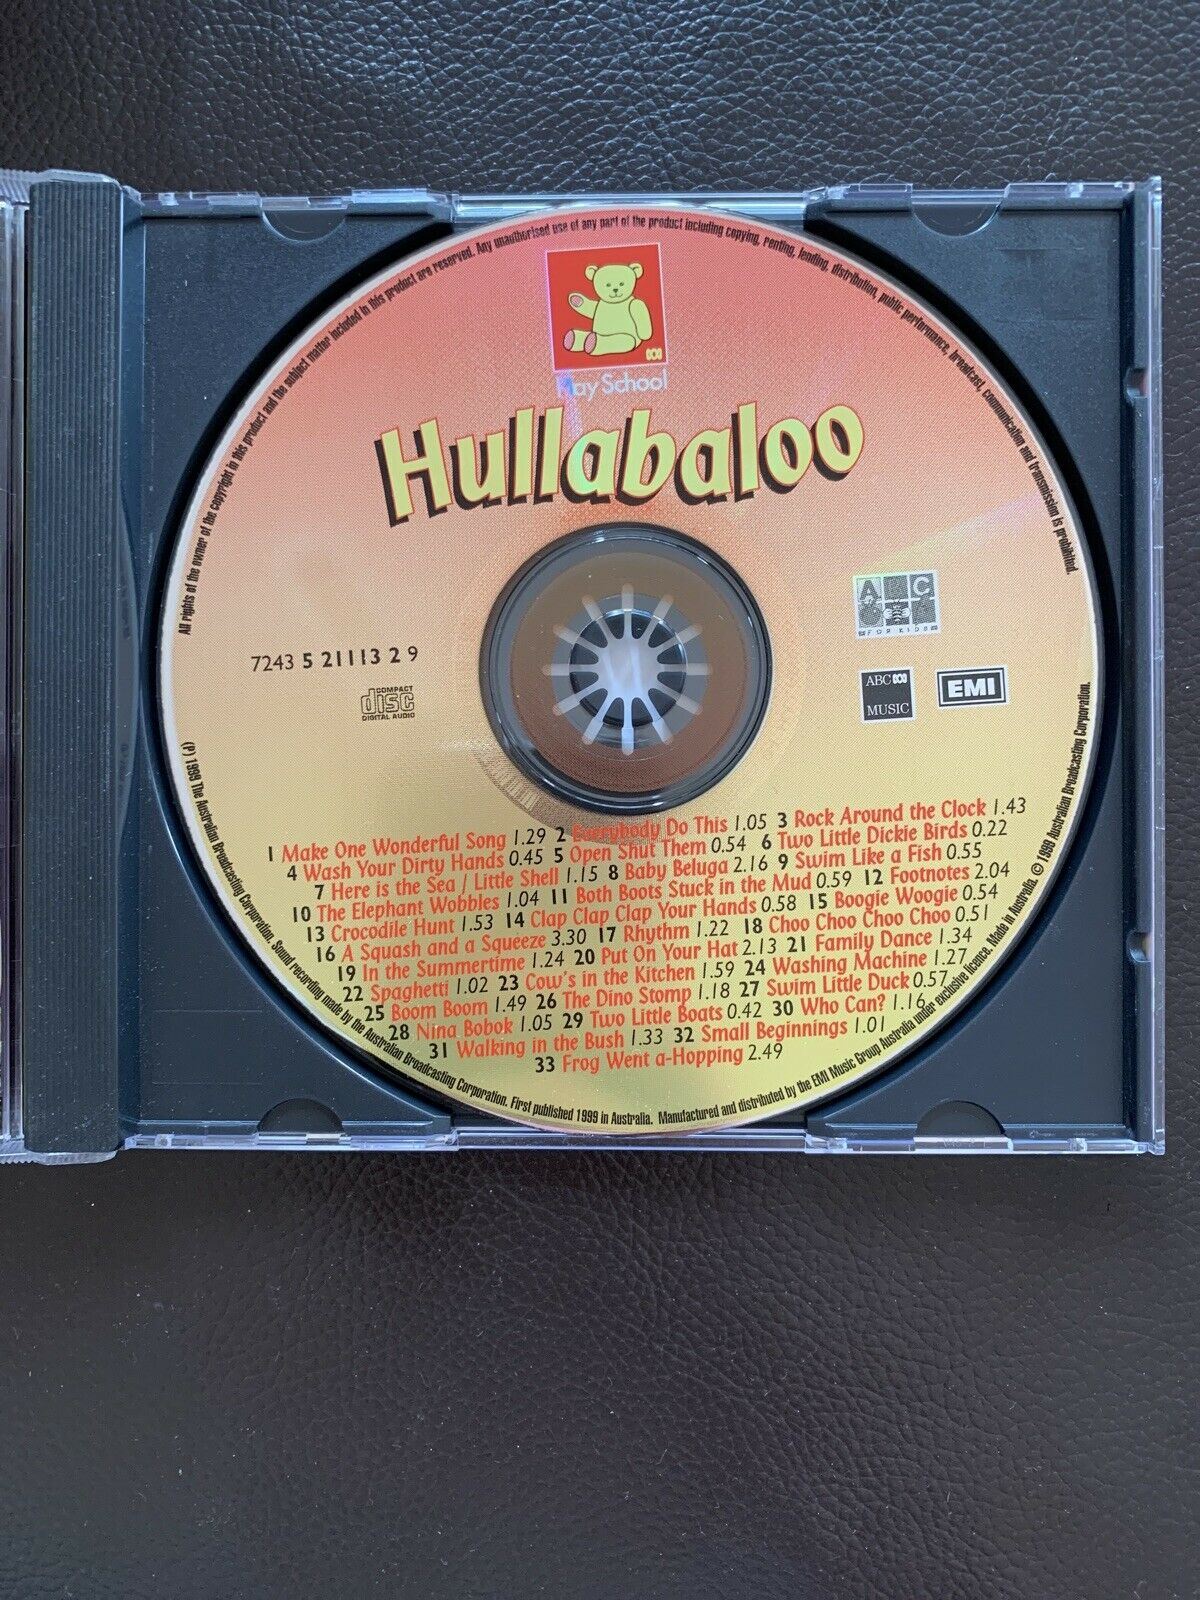 All rights of the owner of the copyright in this product and the subject matter included in this product are reserved. Any unauthorised use of any part of the product including copying, renting, lending, distribution, public performance, broadcast, communication and transmission is prohibited.
Play School
Hullabaloo
FOR KIDS
7243 5 21113 2 9
COMPACT
disc
DIGITAL AUDIO
ABC
MUSIC
EMI
1 Make One Wonderful Song 1.29 2 Everybody Do This 1.05 3 Rock Around the Clock 1.43
4 Wash Your Dirty Hands 0.45 5 Open Shut Them 0.54 6 Two Little Dickie Birds 0.22
7 Here is the Sea / Little Shell 1.15 8 Baby Beluga 2.16 9 Swim Like a Fish 0.55
10 The Elephant Wobbles 1.04 11 Both Boots Stuck in the Mud 0.59 12 Footnotes 2.04
13 Crocodile Hunt 1.53 14 Clap Clap Clap Your Hands 0.58 15 Boogie Woogie 0.54
16 A Squash and a Squeeze 3.30 17 Rhythm 1.22 18 Choo Choo Choo Choo 0.51
19 In the Summertime 1.24 20 Put On Your Hat 2.13 21 Family Dance 1.34
22 Spaghetti 1.02 23 Cow's in the Kitchen 1.59 24 Washing Machine 1.27
25 Boom Boom 1.49 26 The Dino Stomp 1.18 27 Swim Little Duck 0.57
28 Nina Bobok 1.05 29 Two Little Boats 0.42 30 Who Can? 1.16
31 Walking in the Bush 1.33 32 Small Beginnings 1.01
33 Frog Went a-Hopping 2.49
(P) 1999 The Australian Broadcasting Corporation. Sound recording made by the Australian Broadcasting Corporation. First published 1999 in Australia. Manufactured and distributed by the EMI Music Group Australia under exclusive licence. Made in Australia. © 1999 Australian Broadcasting Corporation.